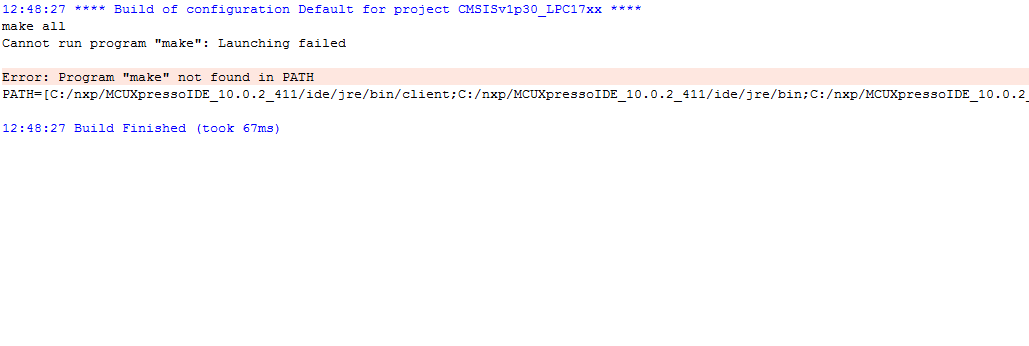 12:48:27 **** Build of configuration Default for project CMSISv1p30_LPC17xx ****
make all
Cannot run program "make": Launching failed
Error: Program "make" not found in PATH
PATH=[C:/nxp/MCUXpressoIDE_10.0.2_411/ide/jre/bin/client;C:/nxp/MCUXpressoIDE_10.0.2_411/ide/jre/bin;C:/nxp/MCUXpressoIDE_10.0.2_
12:48:27 Build Finished (took 67ms)